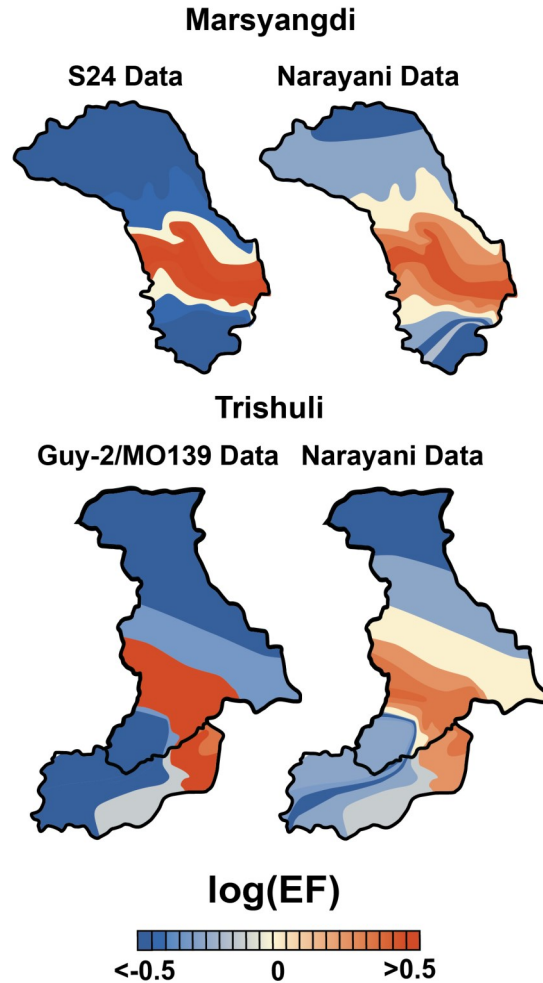 Marsyangdi
S24 Data Narayani Data
Trishuli
Guy-2/MO139 Data Narayani Data
log(EF)
<-0.5 0 >0.5